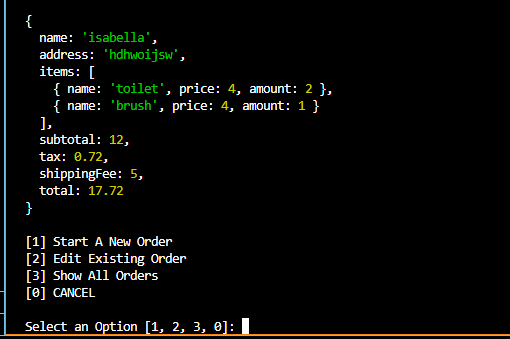 {
  name: 'isabella',
  address: 'hdhwoijsw',
  items: [
    { name: 'toilet', price: 4, amount: 2 },
    { name: 'brush', price: 4, amount: 1 }
  ],
  subtotal: 12,
  tax: 0.72,
  shippingFee: 5,
  total: 17.72
}
[1] Start A New Order
[2] Edit Existing Order
[3] Show All Orders
[0] CANCEL
Select an Option [1, 2, 3, 0]: